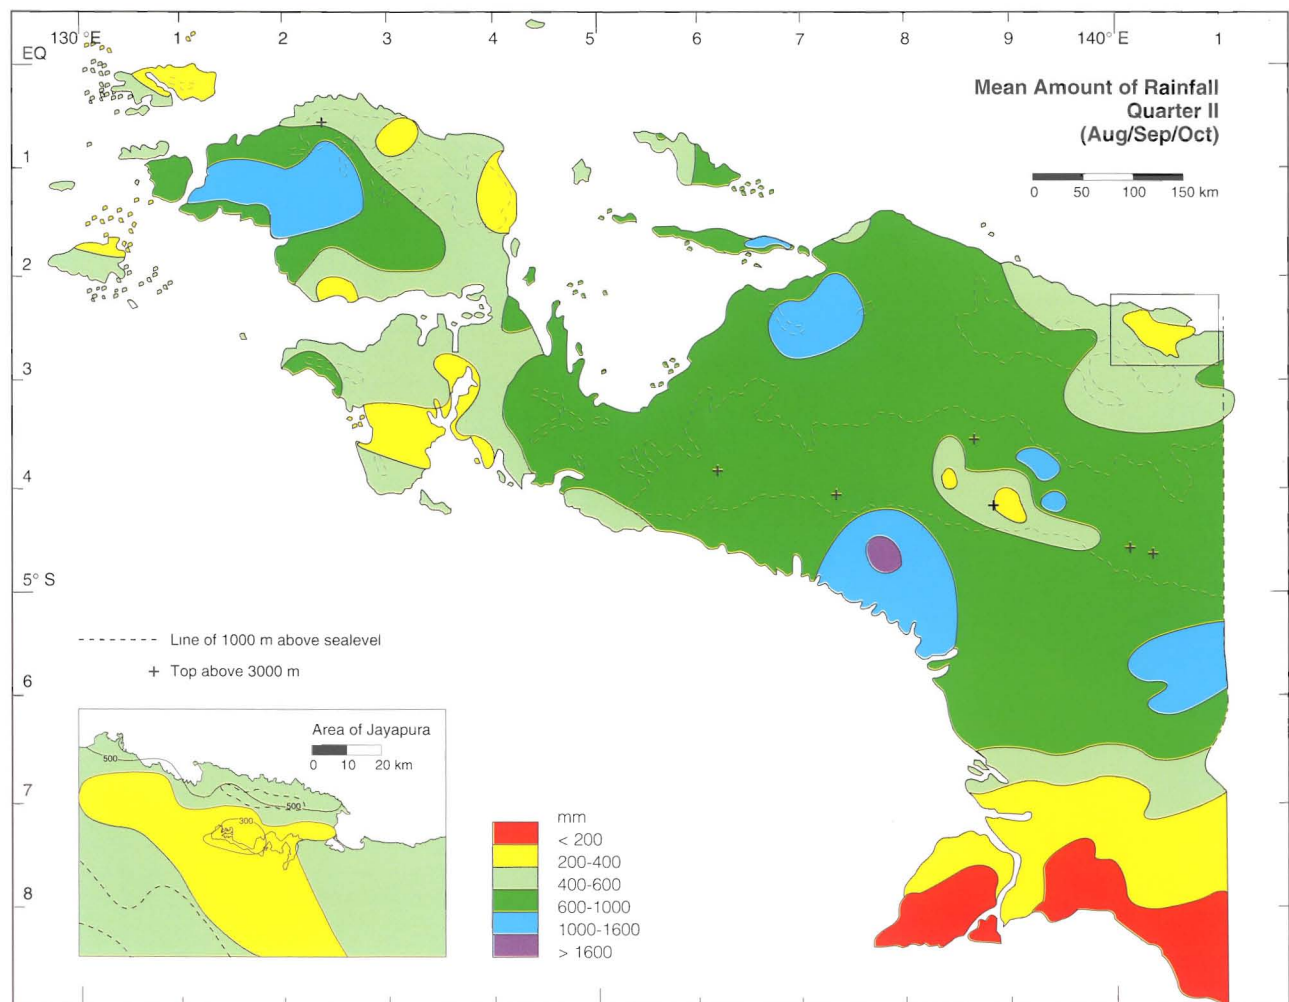 130 °E 1 2 3 4 5 6 7 8 9 140° E 1
EQ
Mean Amount of Rainfall
Quarter II
(Aug/Sep/Oct)
0 50 100 150 km
1
2
3
4
5° S
Line of 1000 m above sealevel
+ Top above 3000 m
6
Area of Jayapura
0 10 20 km
500
500
300
7
8
mm
< 200
200-400
400-600
600-1000
1000-1600
> 1600